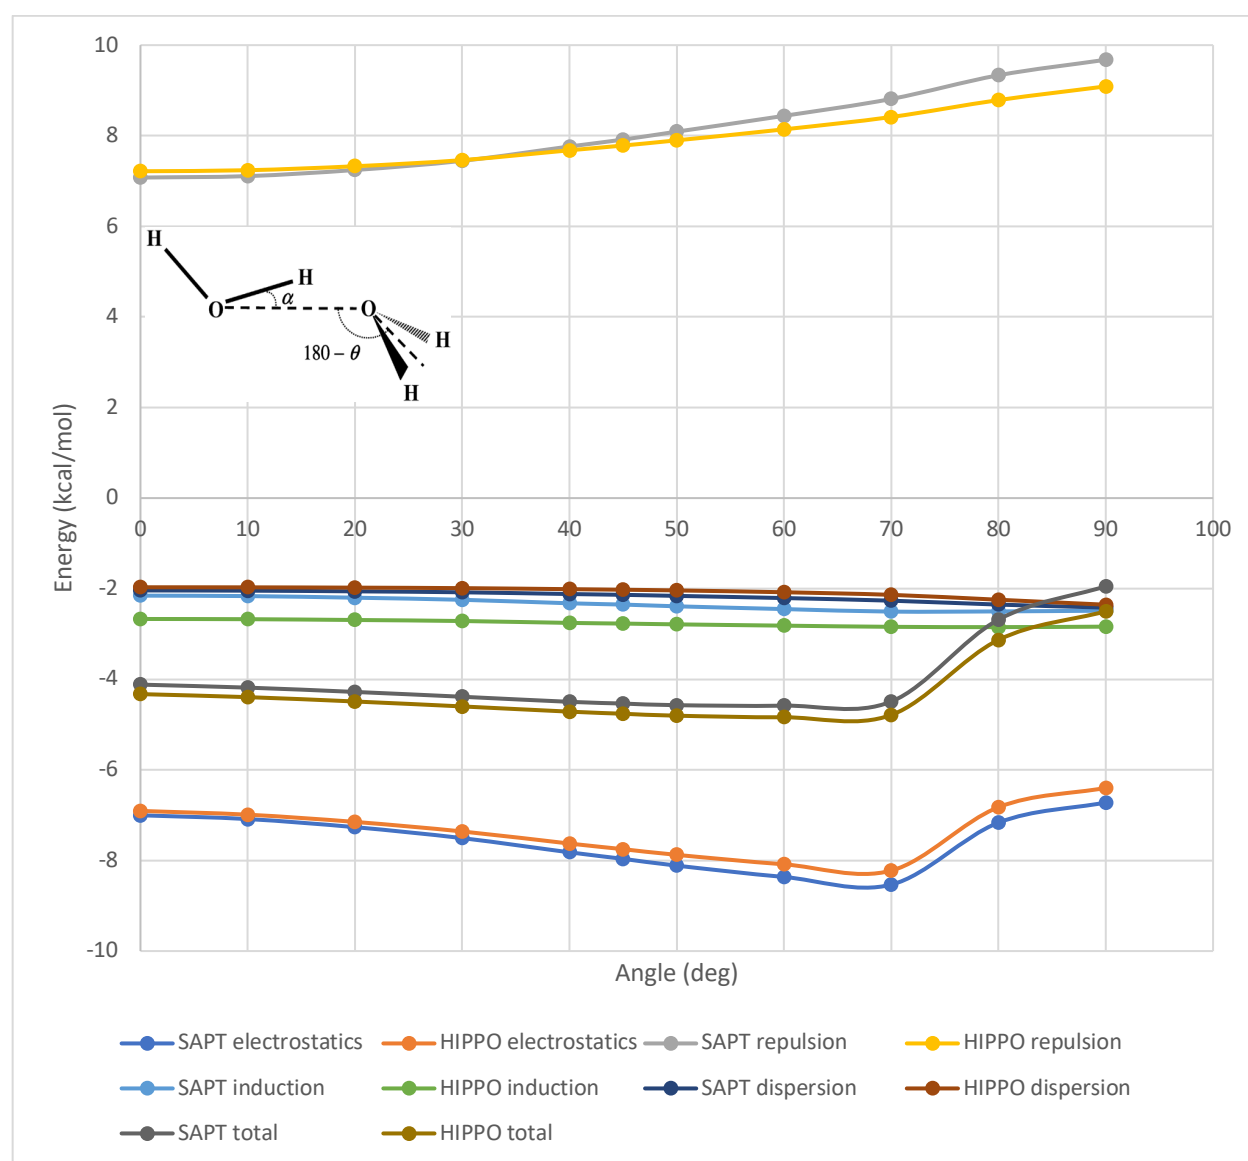 10
8
6
4
2
0
-2
-4
-6
-8
-10
Energy (kcal/mol)
H
H
α
O
O
H
180 – θ
H
0 10 20 30 40 50 60 70 80 90 100
Angle (deg)
SAPT electrostatics HIPPO electrostatics SAPT repulsion HIPPO repulsion
SAPT induction HIPPO induction SAPT dispersion HIPPO dispersion
SAPT total HIPPO total